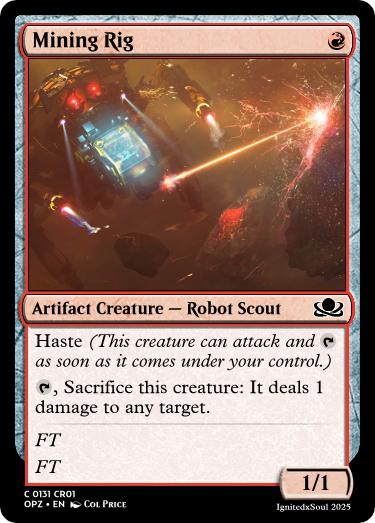 Mining Rig
Artifact Creature — Robot Scout
Haste (This creature can attack and
as soon as it comes under your control.)
, Sacrifice this creature: It deals 1
damage to any target.
FT
FT
1/1
C 0131 CR01
OPZ • EN Col Price
IgnitedxSoul 2025